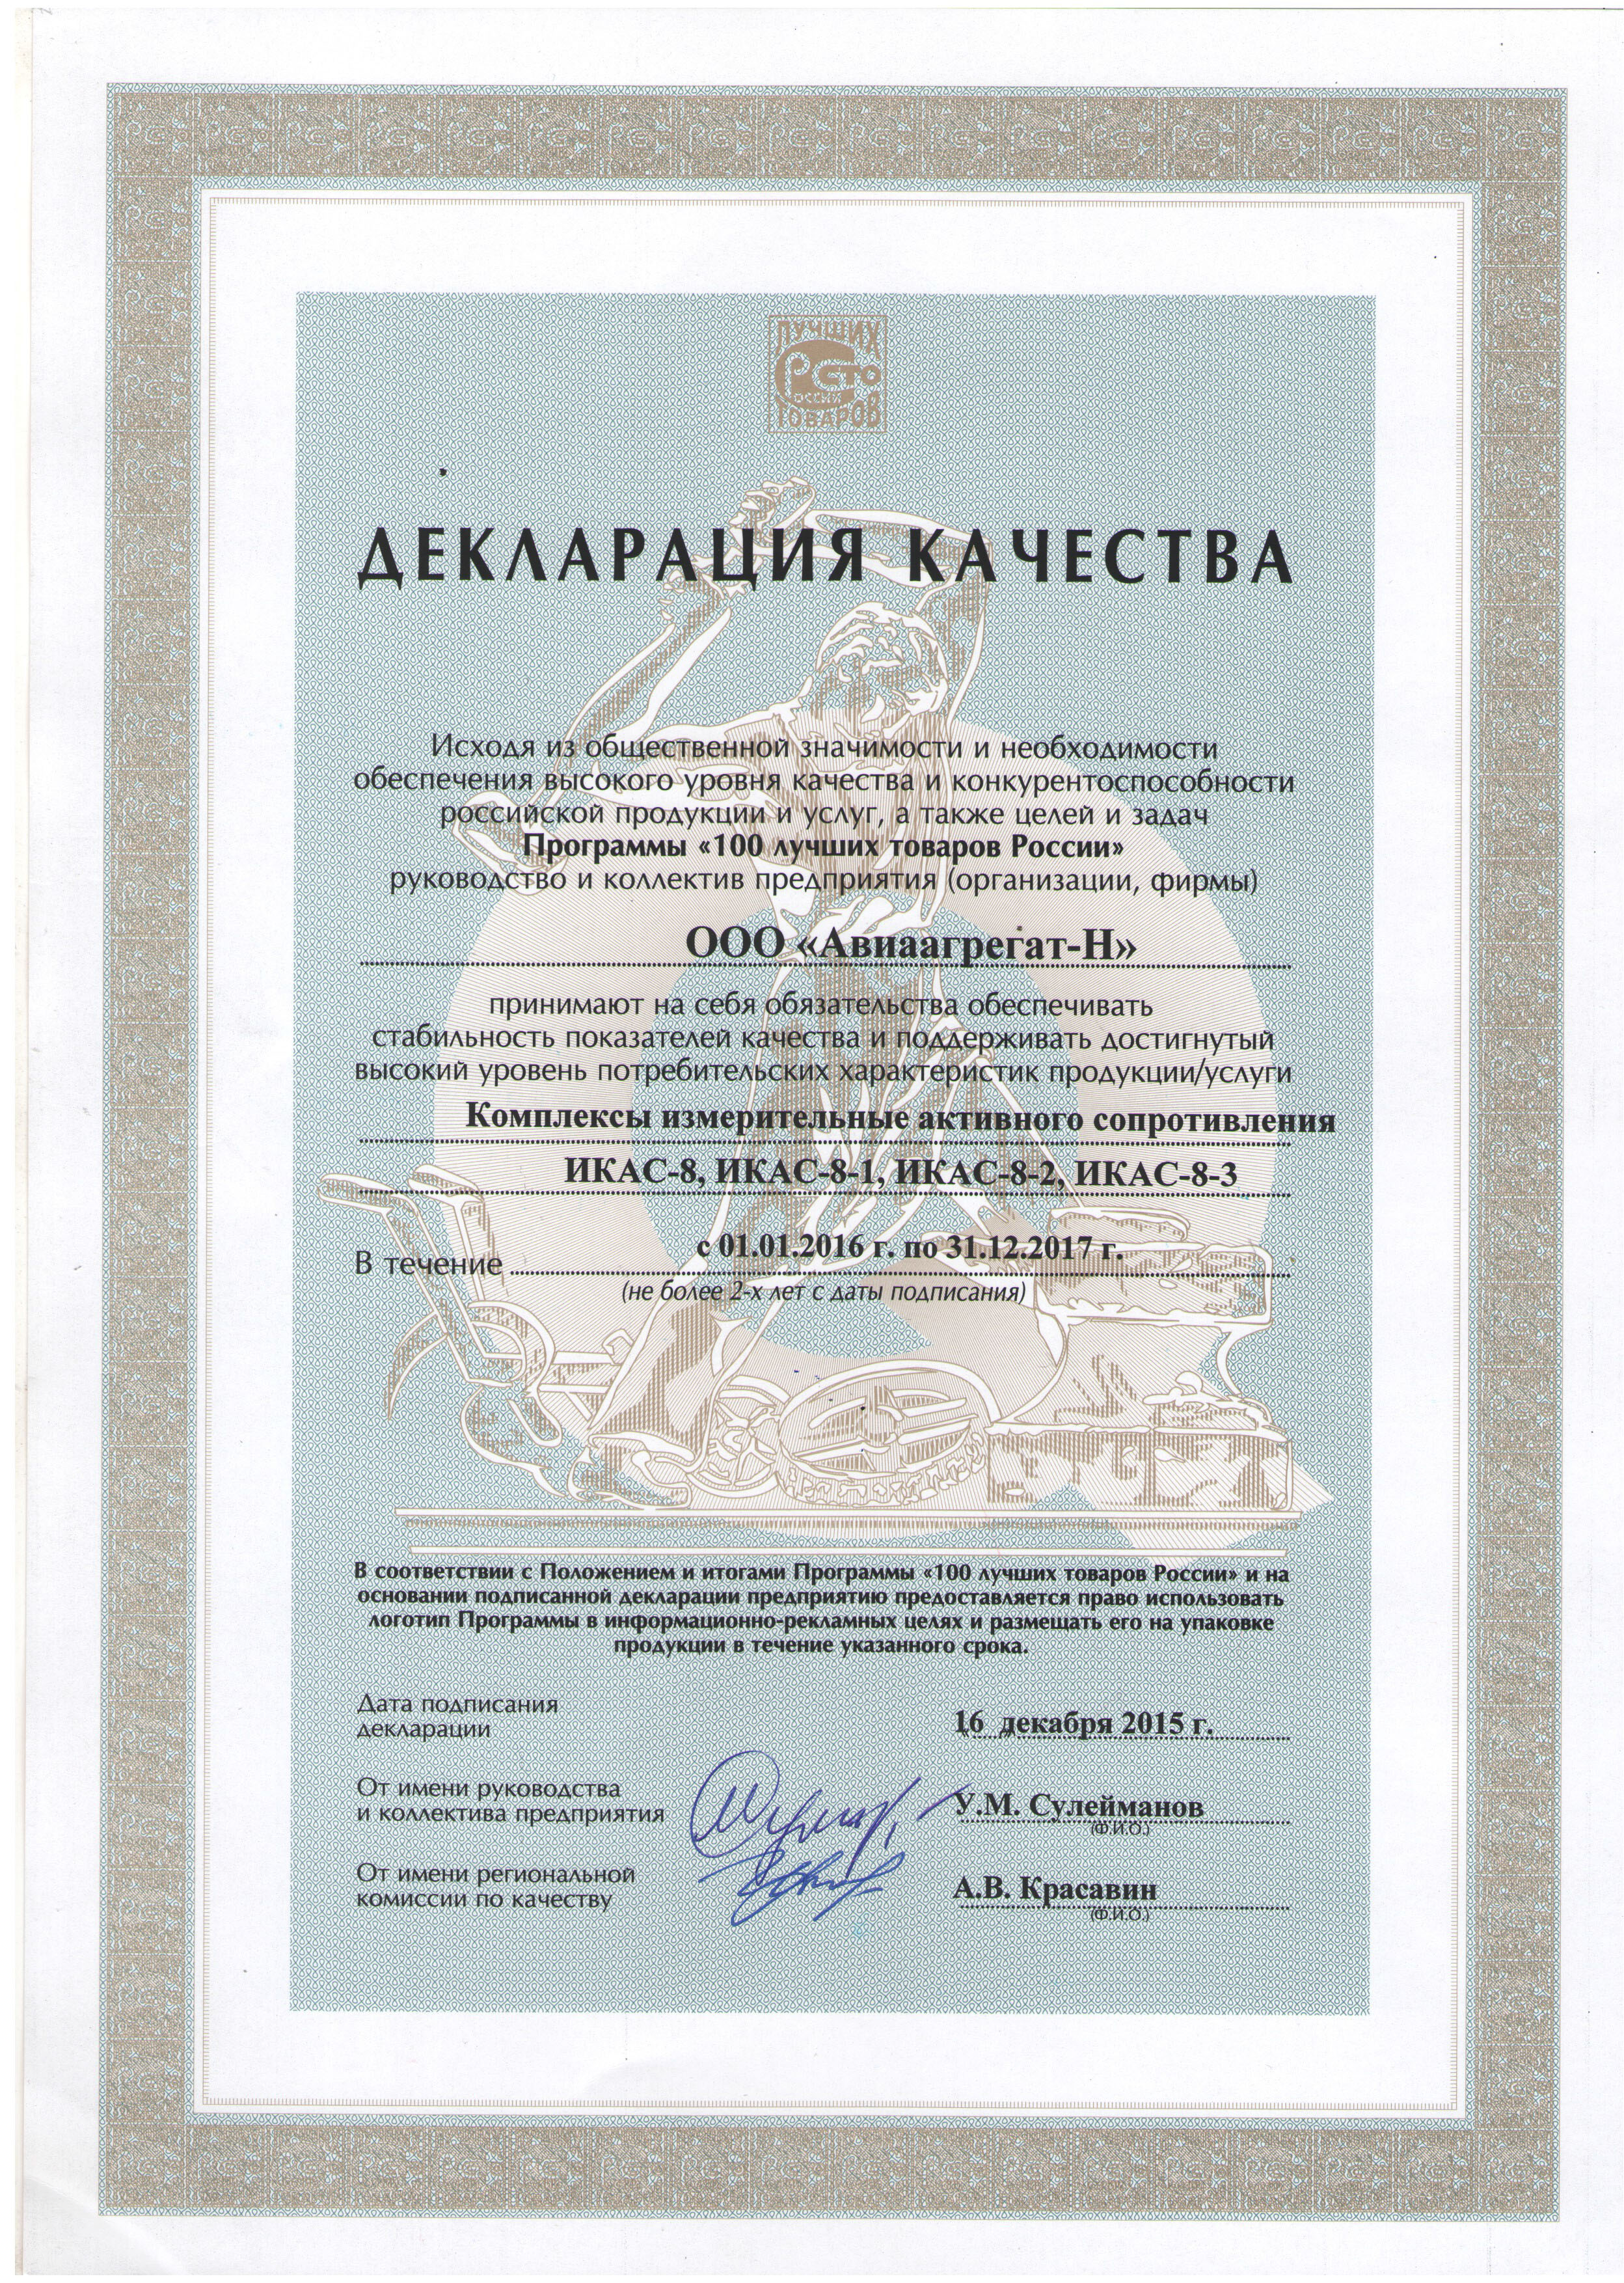 ЛУЧШИХ
СТО
РОССИИ
ТОВАРОВ
ДЕКЛАРАЦИЯ КАЧЕСТВА
Исходя из общественной значимости и необходимости
обеспечения высокого уровня качества и конкурентоспособности
российской продукции и услуг, а также целей и задач
Программы «100 лучших товаров России»
руководство и коллектив предприятия (организации, фирмы)
ООО «Авиаагрегат-Н»
принимают на себя обязательства обеспечивать
стабильность показателей качества и поддерживать достигнутый
высокий уровень потребительских характеристик продукции/услуги
Комплексы измерительные активного сопротивления
ИКАС-8, ИКАС-8-1, ИКАС-8-2, ИКАС-8-3
В течение с 01.01.2016 г. по 31.12.2017 г.
(не более 2-х лет с даты подписания)
В соответствии с Положением и итогами Программы «100 лучших товаров России» и на
основании подписанной декларации предприятию предоставляется право использовать
логотип Программы в информационно-рекламных целях и размещать его на упаковке
продукции в течение указанного срока.
Дата подписания
декларации
16 декабря 2015 г.
От имени руководства
и коллектива предприятия
У.М. Сулейманов
(Ф.И.О.)
От имени региональной
комиссии по качеству
А.В. Красавин
(Ф.И.О.)